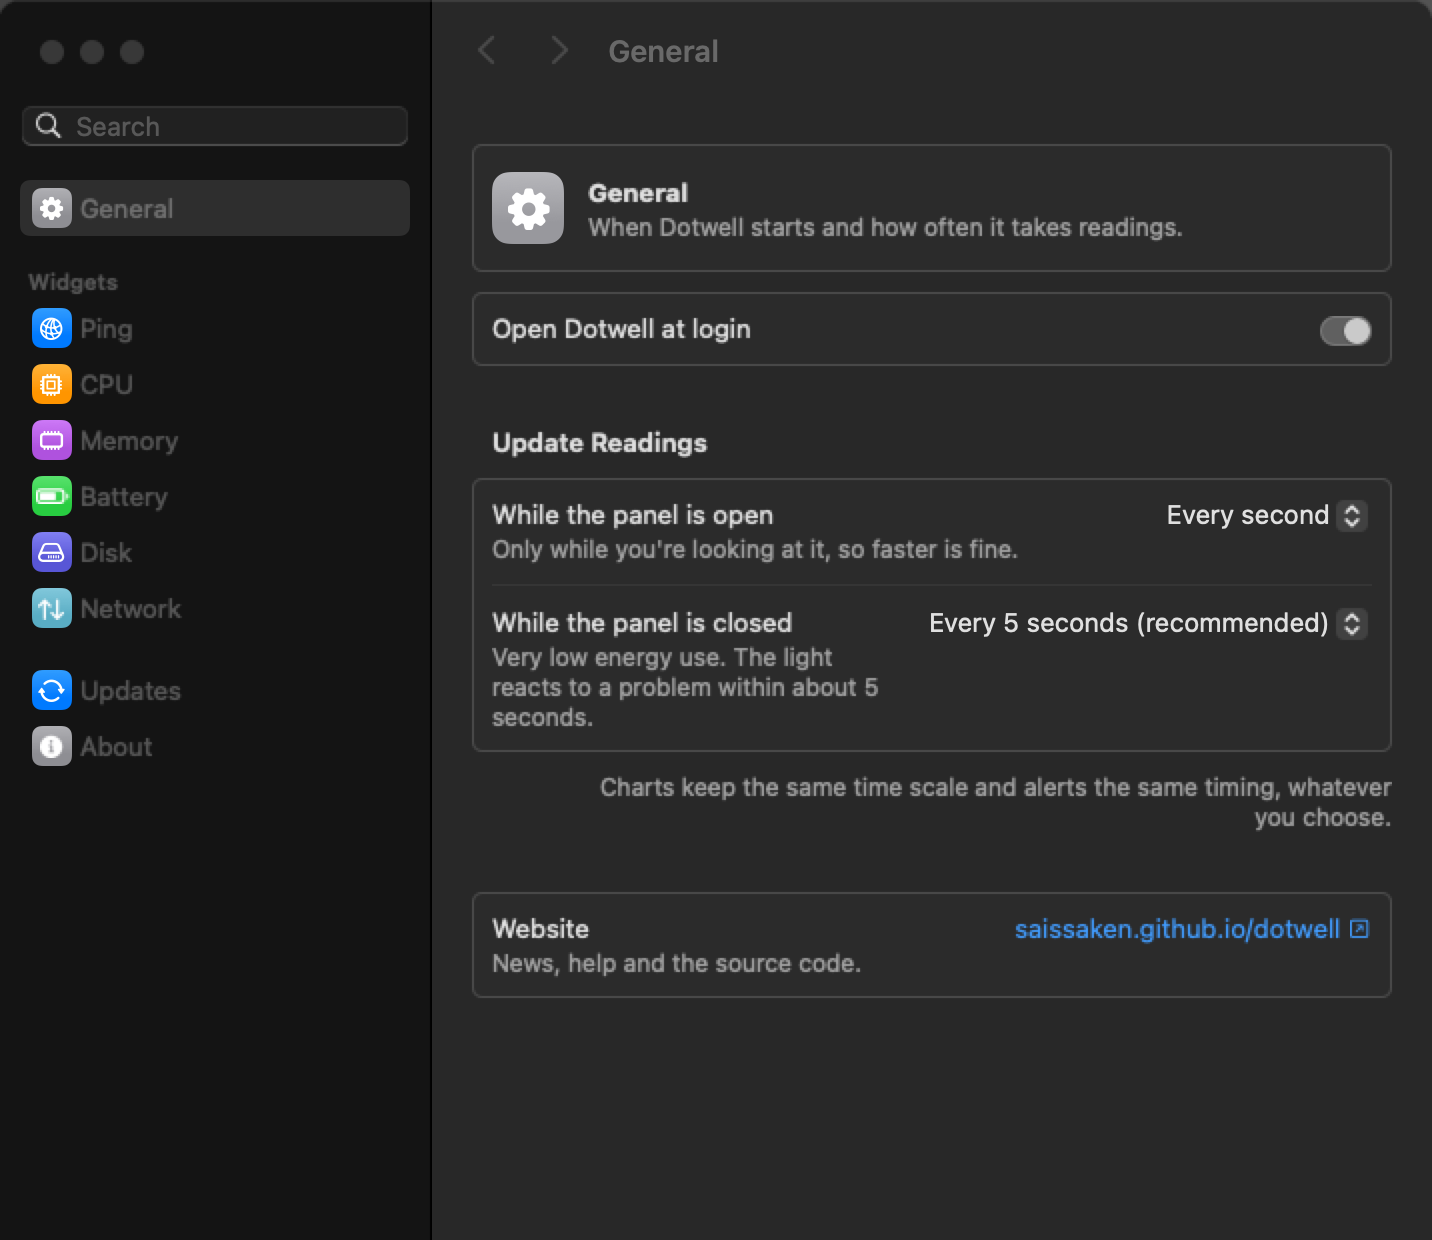 General
Search
General
Widgets
Ping
CPU
Memory
Battery
Disk
Network
Updates
About
General
When Dotwell starts and how often it takes readings.
Open Dotwell at login
Update Readings
While the panel is open
Every second
Only while you're looking at it, so faster is fine.
While the panel is closed
Every 5 seconds (recommended)
Very low energy use. The light
reacts to a problem within about 5
seconds.
Charts keep the same time scale and alerts the same timing, whatever
you choose.
Website
saissaken.github.io/dotwell
News, help and the source code.